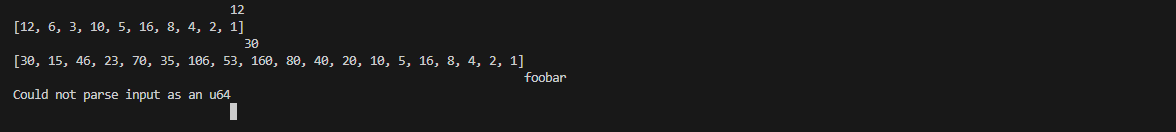 12
[12, 6, 3, 10, 5, 16, 8, 4, 2, 1]
30
[30, 15, 46, 23, 70, 35, 106, 53, 160, 80, 40, 20, 10, 5, 16, 8, 4, 2, 1]
foobar
Could not parse input as an u64